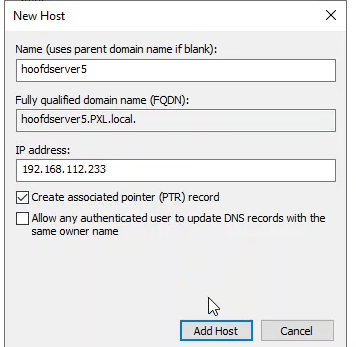 New Host
Name (uses parent domain name if blank):
hoofdserver5
Fully qualified domain name (FQDN):
hoofdserver5.PXL.local.
IP address:
192.168.112.233
Create associated pointer (PTR) record
Allow any authenticated user to update DNS records with the
same owner name
Add Host
Cancel